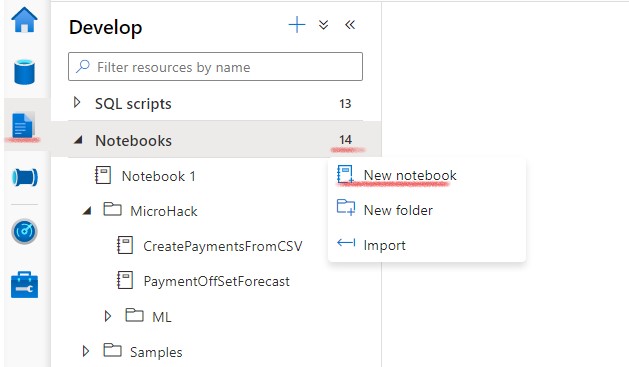 Develop
Filter resources by name
SQL scripts 13
Notebooks 14
Notebook 1
New notebook
MicroHack
New folder
CreatePaymentsFromCSV
Import
PaymentOffSetForecast
ML
Samples